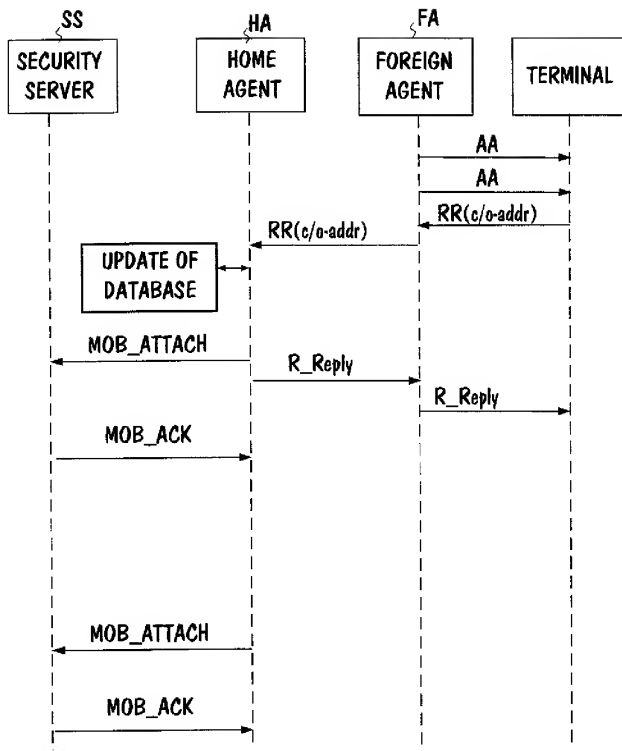 SS
HA
FA
SECURITY
SERVER
HOME
AGENT
FOREIGN
AGENT
TERMINAL
AA
AA
RR(c/o-addr)
RR(c/o-addr)
UPDATE OF
DATABASE
MOB_ATTACH
R_Reply
R_Reply
MOB_ACK
MOB_ATTACH
MOB_ACK